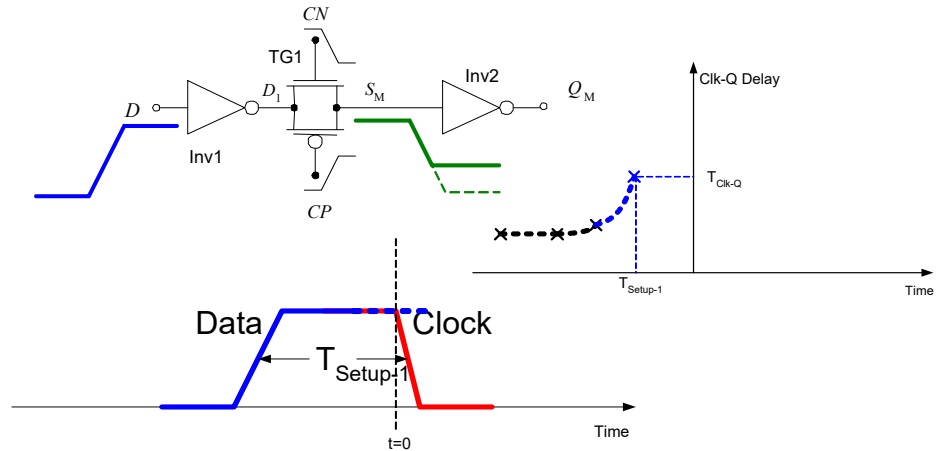 CN
TG1
Inv2
D
D1
SM
QM
Inv1
CP
Clk-Q Delay
TClk-Q
TSetup-1
Time
Data
Clock
TSetup-1
Time
t=0